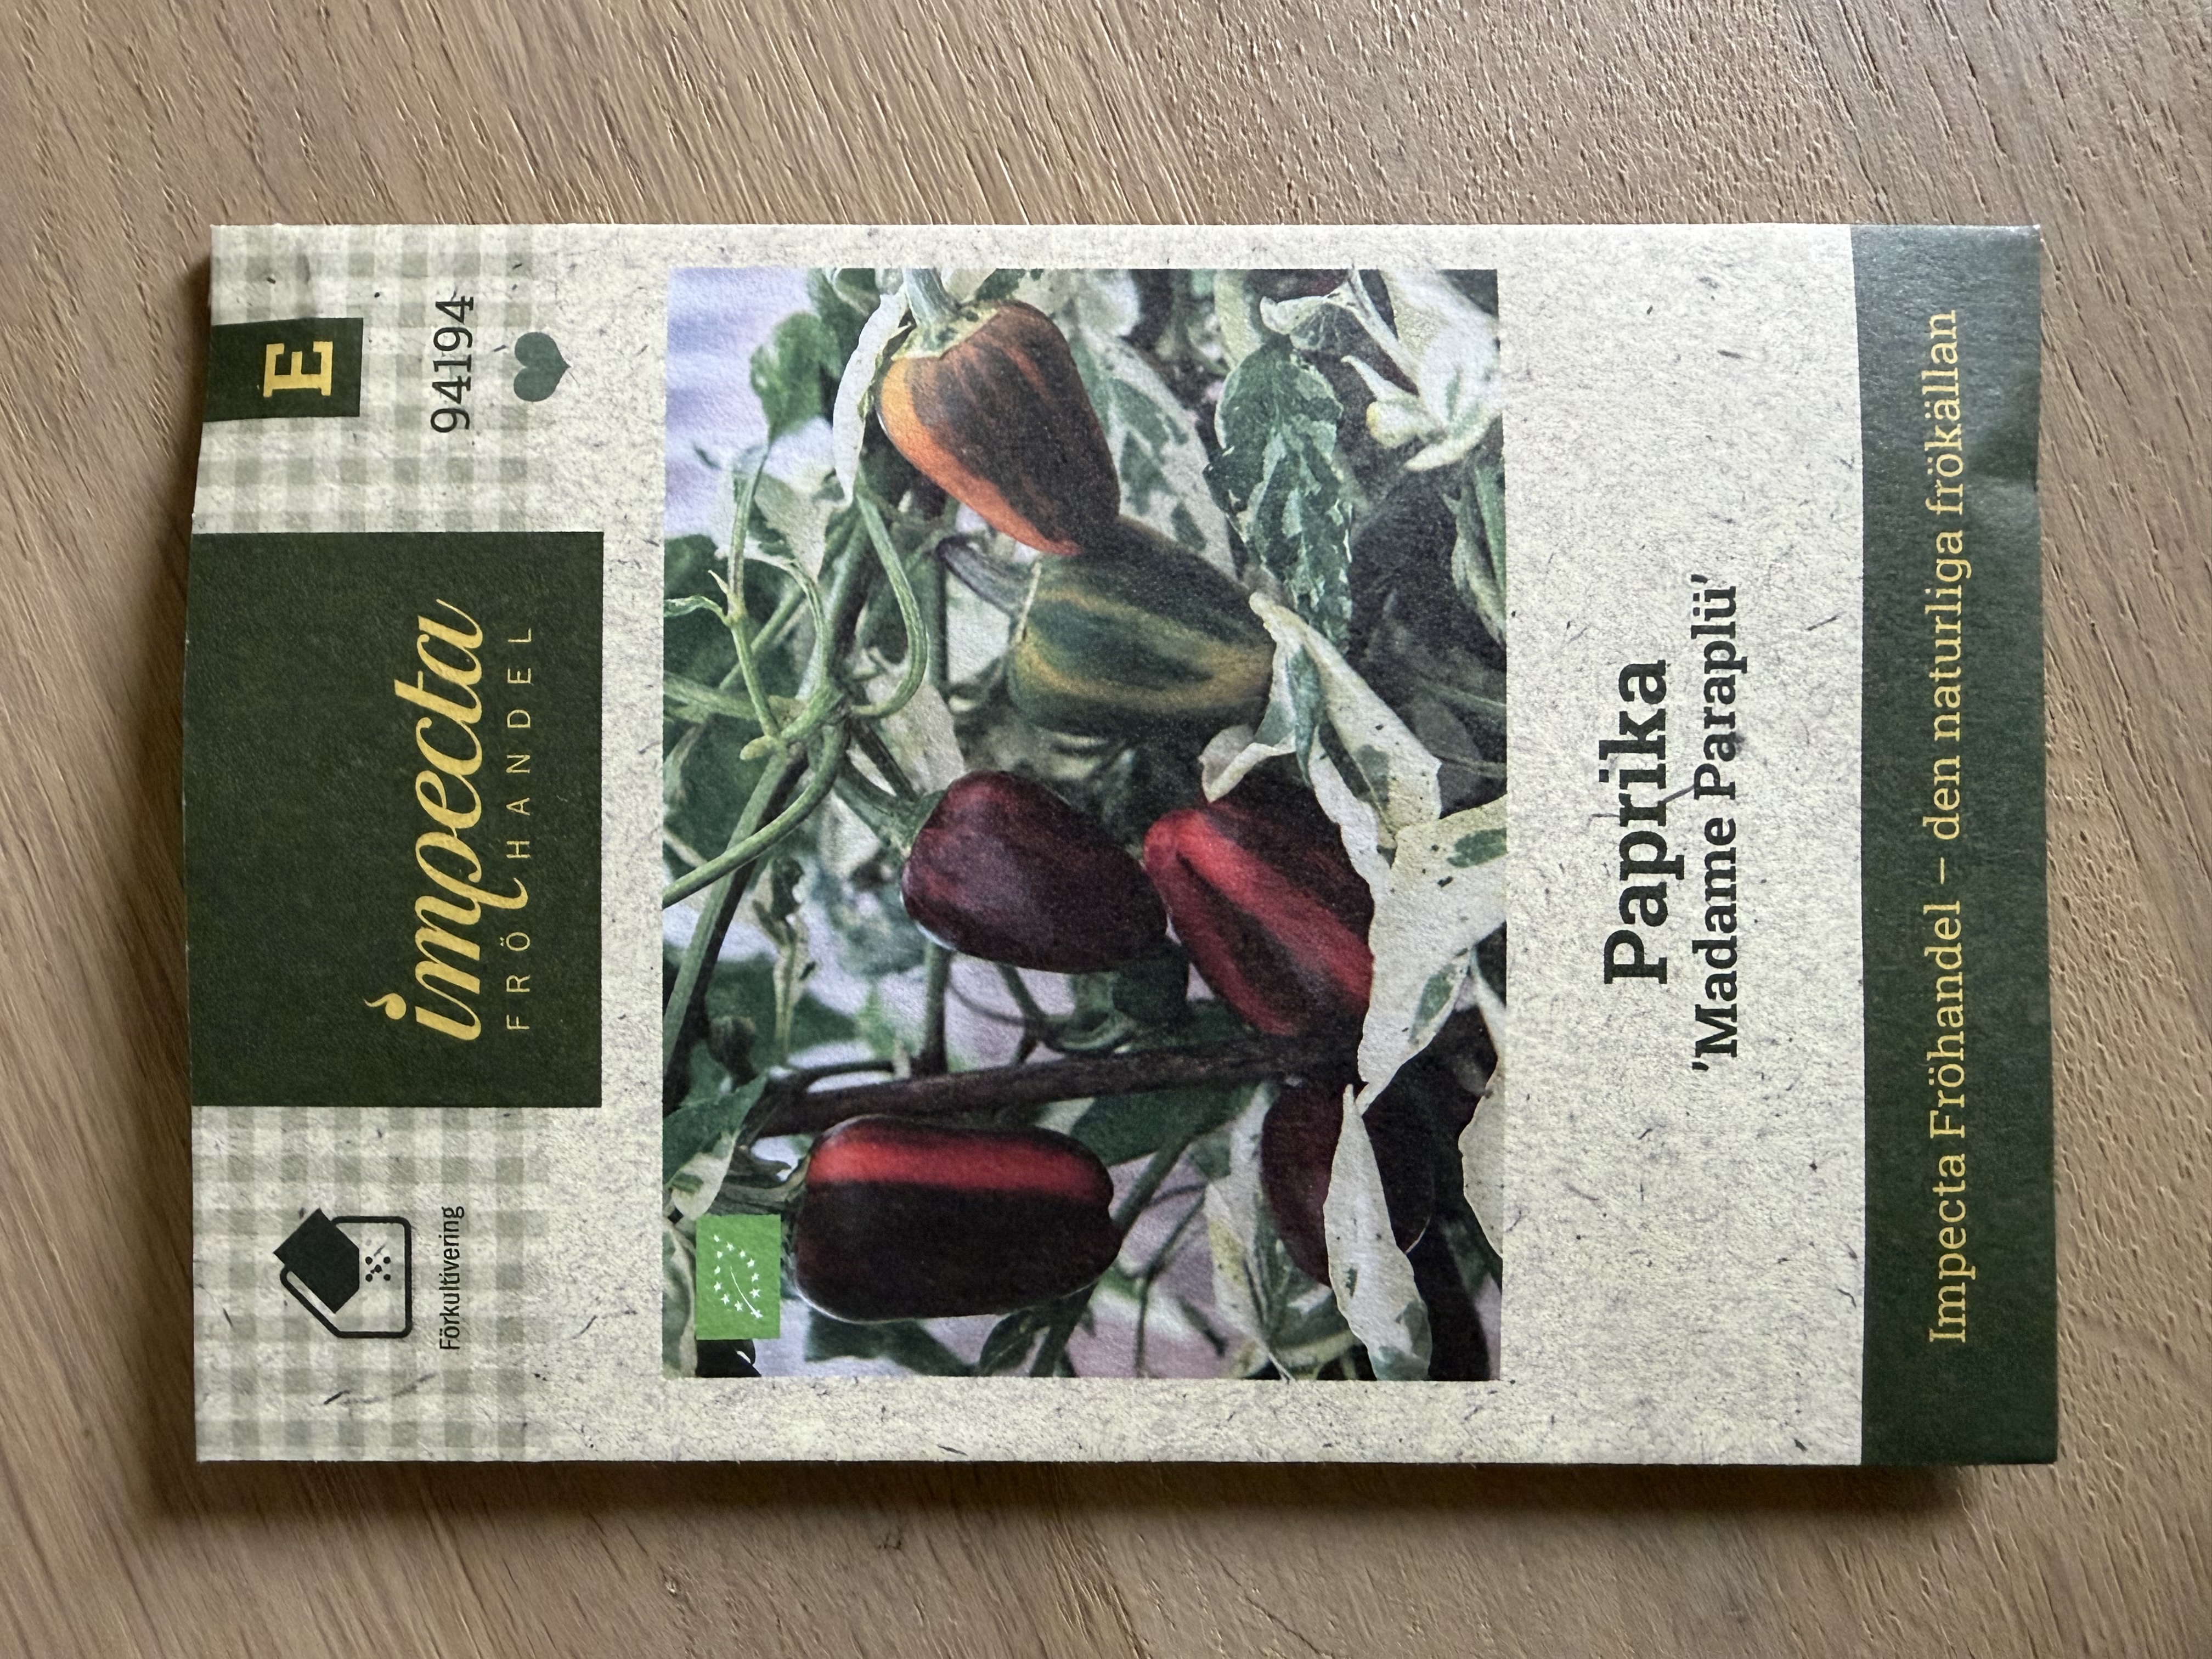 Förkultivering
impecta
FRÖHANDEL
E
94194
Paprika
'Madame Paraplü'
Impecta Fröhandel – den naturliga frökällan